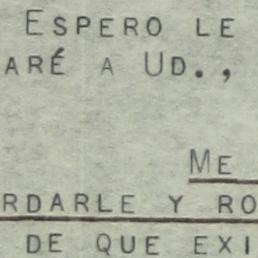 ESPERO LE
ARÉ A UD.,
ME
RDARLE Y RO
DE QUE EXI